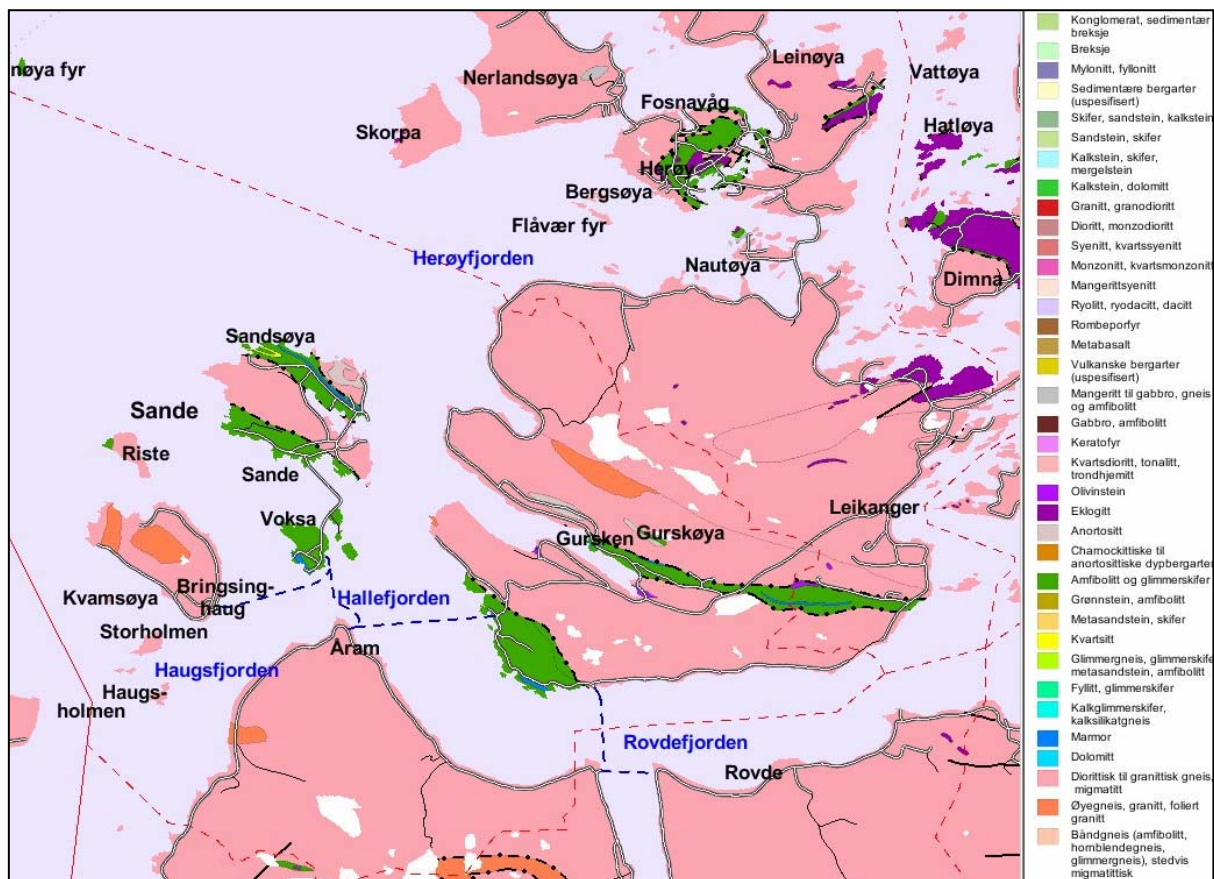 nøya fyr
Nerlandsøya
Leinøya
Vattøya
Fosnavåg
Skorpa
Hatløya
Herøy
Bergsøya
Flåvær fyr
Herøyfjorden
Nautøya
Dimna
Sandsøya
Sande
Riste
Sande
Voksa
Leikanger
Gursken
Gurskøya
Kvamsøya
Bringsing-
haug
Hallefjorden
Storholmen
Åram
Haugsfjorden
Haugs-
holmen
Rovdefjorden
Rovde
Konglomerat, sedimentær
breksje
Breksje
Mylonitt, fyllonitt
Sedimentære bergarter
(uspesifisert)
Skifer, sandstein, kalkstein
Sandstein, skifer
Kalkstein, skifer,
mergelstein
Kalkstein, dolomitt
Granitt, granodioritt
Dioritt, monzodioritt
Syenitt, kvartssyenitt
Monzonitt, kvartsmonzonitt
Mangerittsyenitt
Ryolitt, ryodacitt, dacitt
Rombeporfyr
Metabasalt
Vulkanske bergarter
(uspesifisert)
Mangeritt til gabbro, gneis
og amfibolitt
Gabbro, amfibolitt
Keratofyr
Kvartsdioritt, tonalitt,
trondhjemitt
Olivinstein
Eklogitt
Anortositt
Charnockittiske til
anortosittiske dypbergarter
Amfibolitt og glimmerskifer
Grønnstein, amfibolitt
Metasandstein, skifer
Kvartsitt
Glimmergneis, glimmerskife
metasandstein, amfibolitt
Fyllitt, glimmerskifer
Kalkglimmerskifer,
kalksilikatgneis
Marmor
Dolomitt
Diorittisk til granittisk gneis,
migmatitt
Øyegneis, granitt, foliert
granitt
Båndgneis (amfibolitt,
hornblendegneis,
glimmergneis), stedvis
migmatittisk